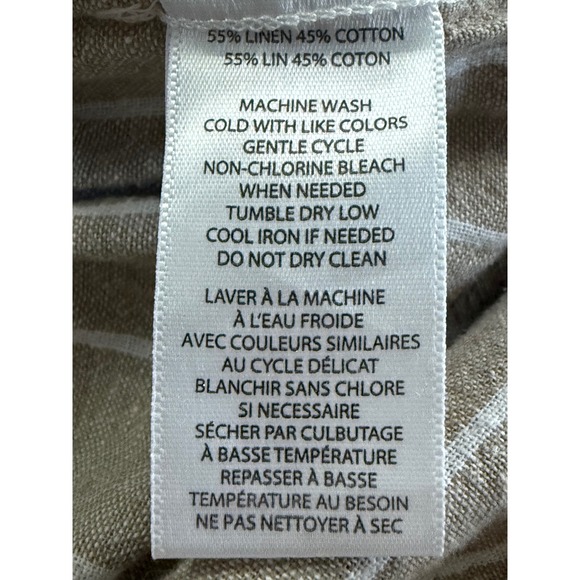 55% LINEN 45% COTTON
55% LIN 45% COTON
MACHINE WASH
COLD WITH LIKE COLORS
GENTLE CYCLE
NON-CHLORINE BLEACH
WHEN NEEDED
TUMBLE DRY LOW
COOL IRON IF NEEDED
DO NOT DRY CLEAN
LAVER À LA MACHINE
À L'EAU FROIDE
AVEC COULEURS SIMILAIRES
AU CYCLE DÉLICAT
BLANCHIR SANS CHLORE
SI NECESSAIRE
SÉCHER PAR CULBUTAGE
À BASSE TEMPÉRATURE
REPASSER À BASSE
TEMPÉRATURE AU BESOIN
NE PAS NETTOYER À SEC